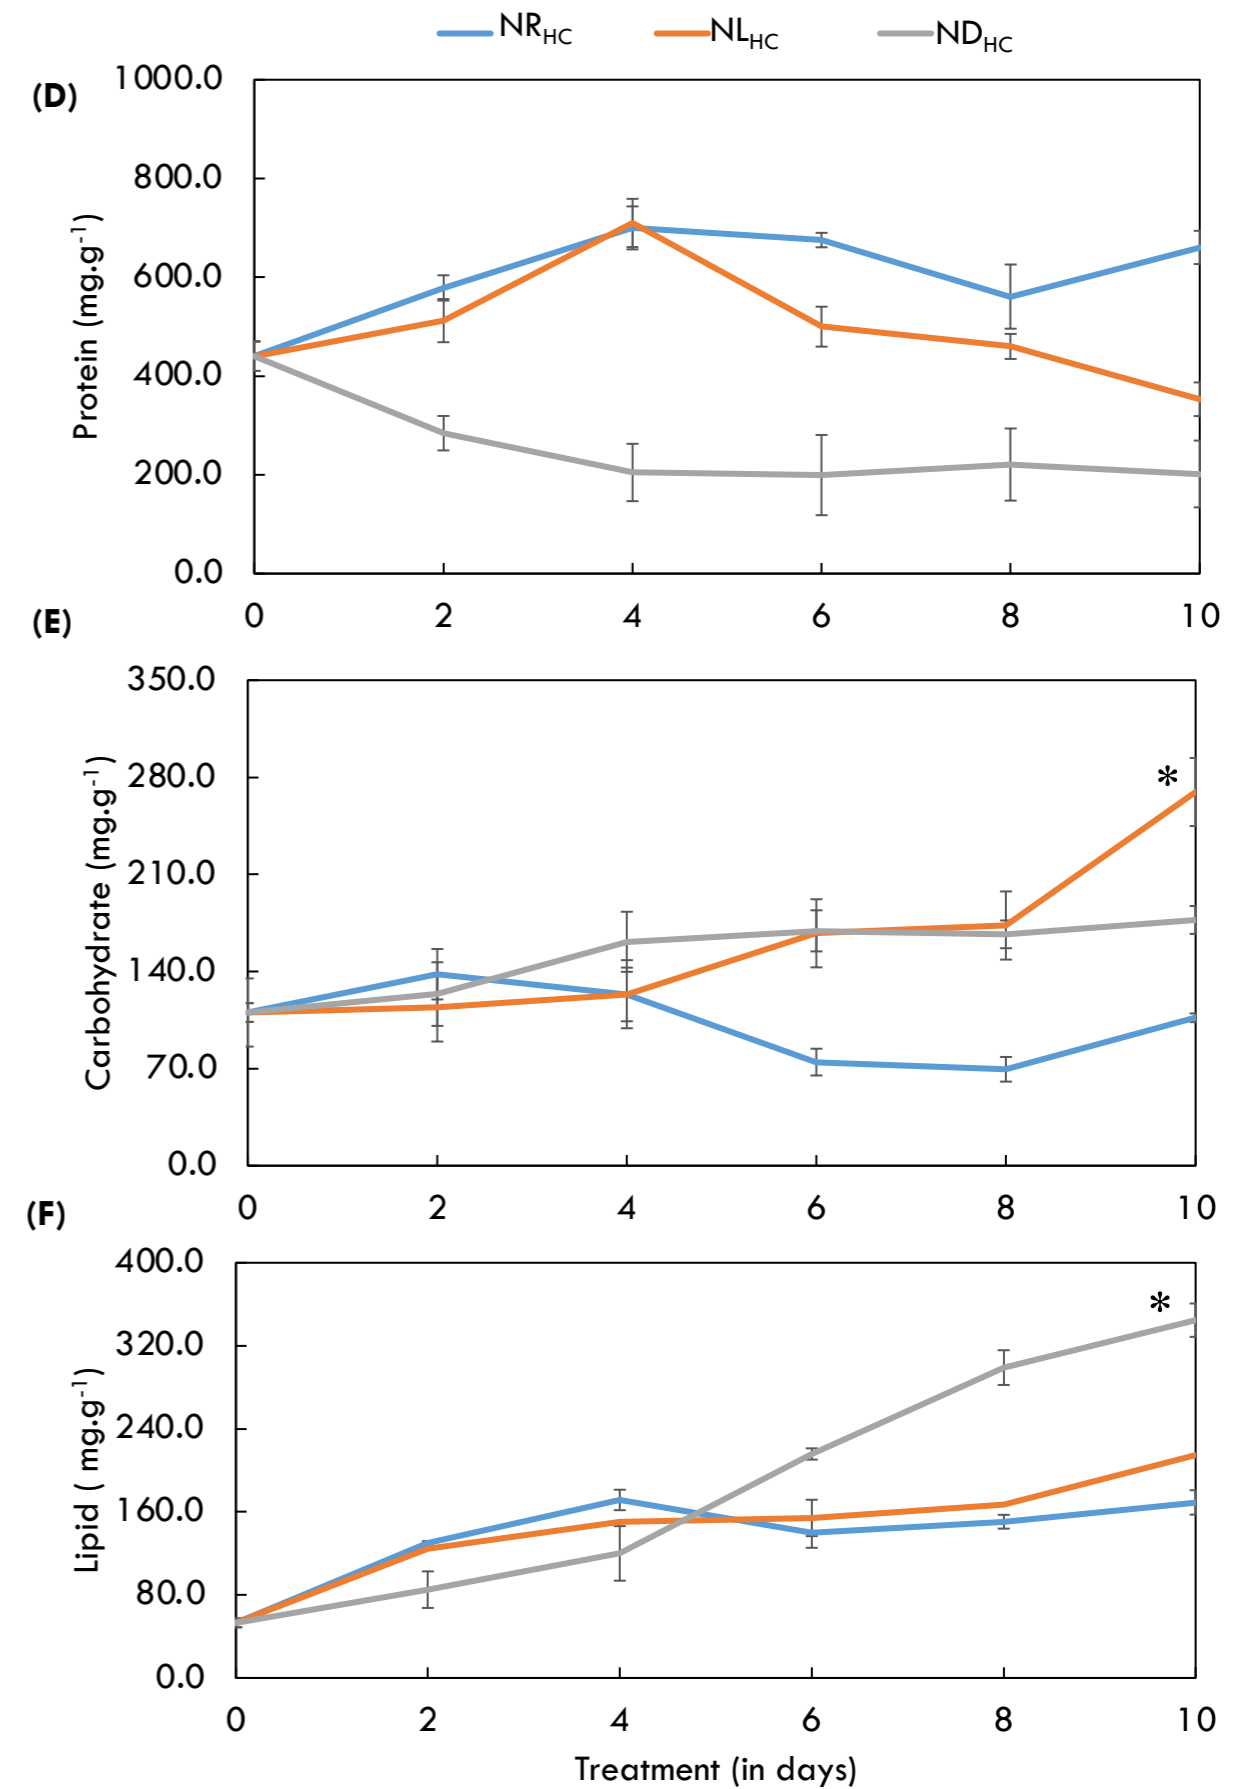 NR_HC NL_HC ND_HC
(D)
Protein (mg.g⁻¹)
1000.0
800.0
600.0
400.0
200.0
0.0
0 2 4 6 8 10
(E)
Carbohydrate (mg.g⁻¹)
350.0
280.0
210.0
140.0
70.0
0.0
*
0 2 4 6 8 10
(F)
Lipid ( mg.g⁻¹)
400.0
320.0
240.0
160.0
80.0
0.0
*
0 2 4 6 8 10
Treatment (in days)